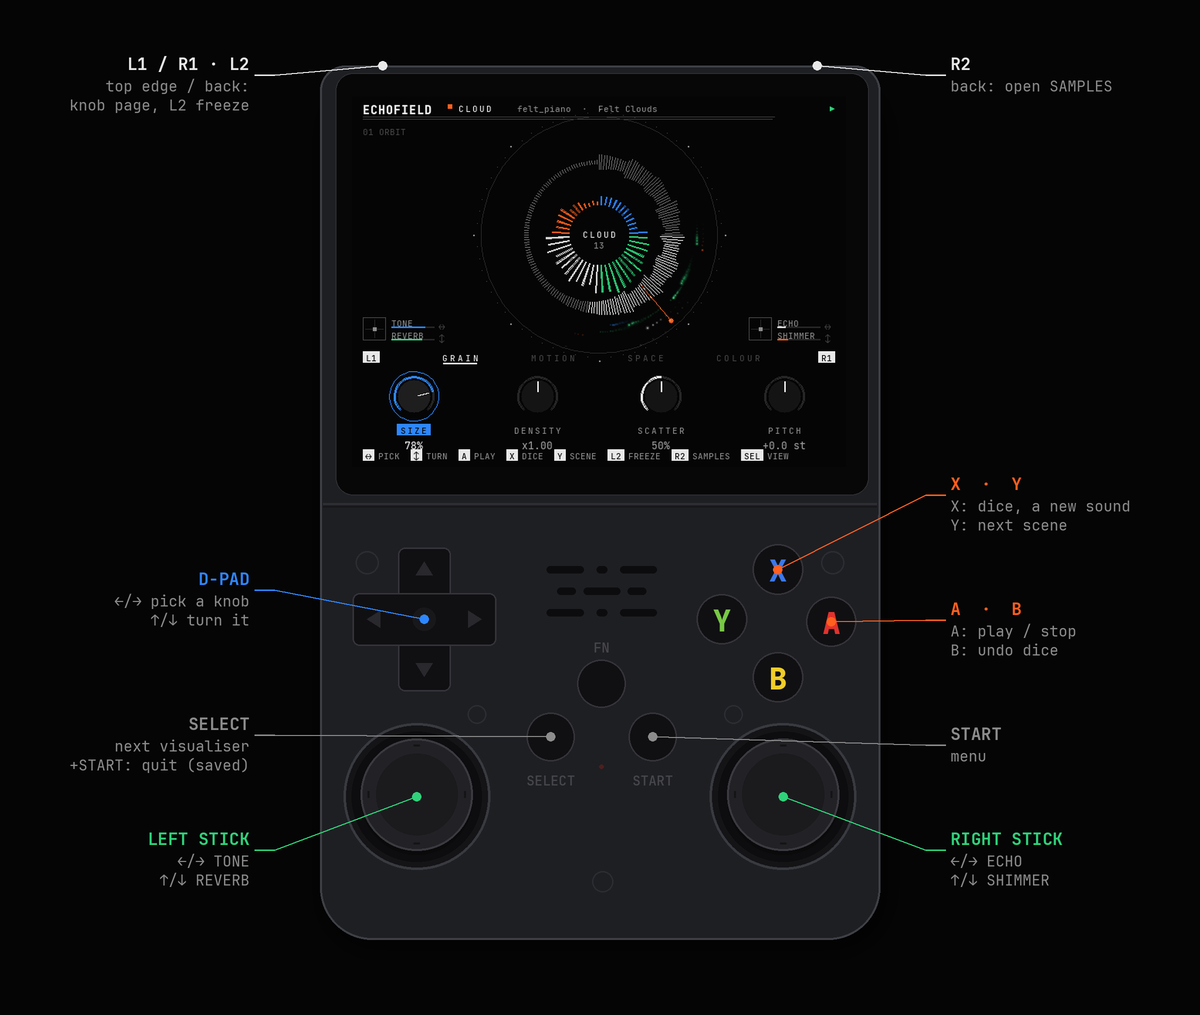 L1 / R1 · L2
top edge / back:
knob page, L2 freeze
R2
back: open SAMPLES
ECHOFIELD CLOUD felt_piano · Felt Clouds
01 ORBIT
CLOUD
13
TONE
REVERB
ECHO
SHIMMER
L1 GRAIN MOTION SPACE COLOUR R1
SIZE DENSITY SCATTER PITCH
78% x1.00 50% +0.0 st
↔ PICK ↕ TURN A PLAY X DICE Y SCENE L2 FREEZE R2 SAMPLES SEL VIEW
X · Y
X: dice, a new sound
Y: next scene
D-PAD
←/→ pick a knob
↑/↓ turn it
X
Y
A
B
A · B
A: play / stop
B: undo dice
FN
SELECT
next visualiser
+START: quit (saved)
START
menu
SELECT START
LEFT STICK
←/→ TONE
↑/↓ REVERB
RIGHT STICK
←/→ ECHO
↑/↓ SHIMMER